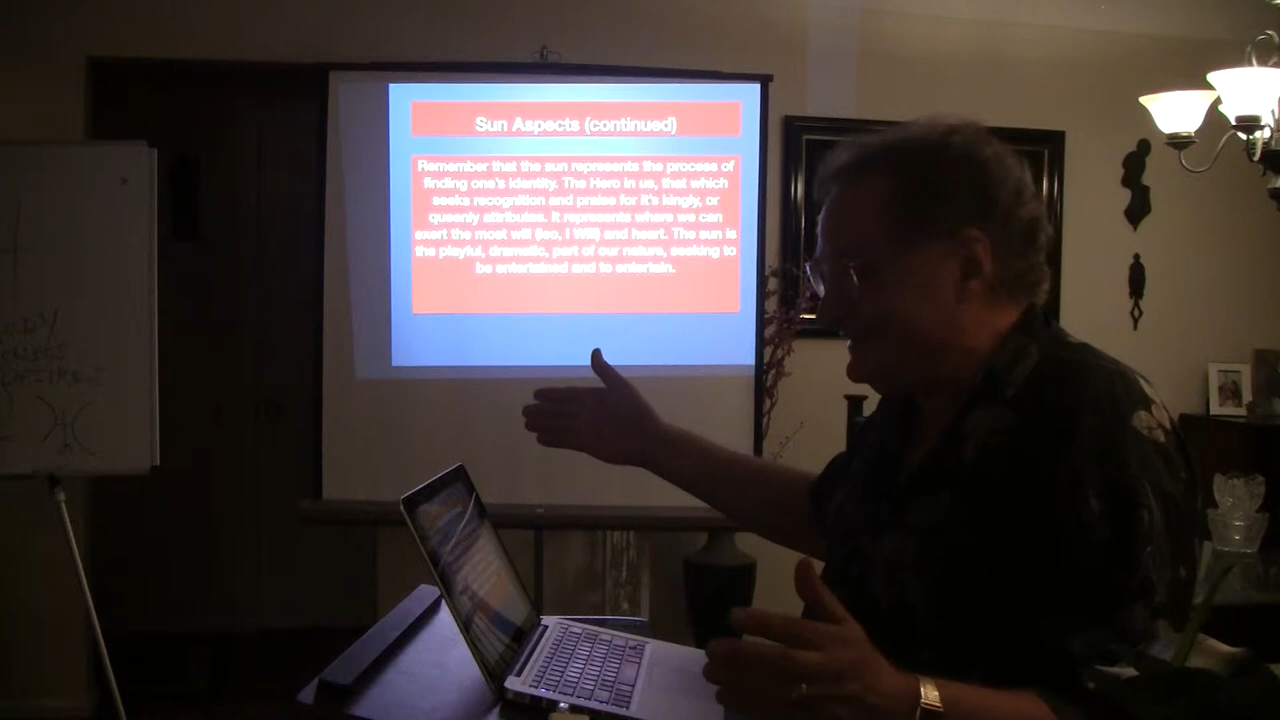 Sun Aspects (continued)
Remember that the sun represents the process of
finding one's identity. The Hero in us, that which
seeks recognition and praise for it's kingly, or
queenly attributes. It represents where we can
exert the most will (leo, I Will) and heart. The sun is
the playful, dramatic, part of our nature, seeking to
be entertained and to entertain.